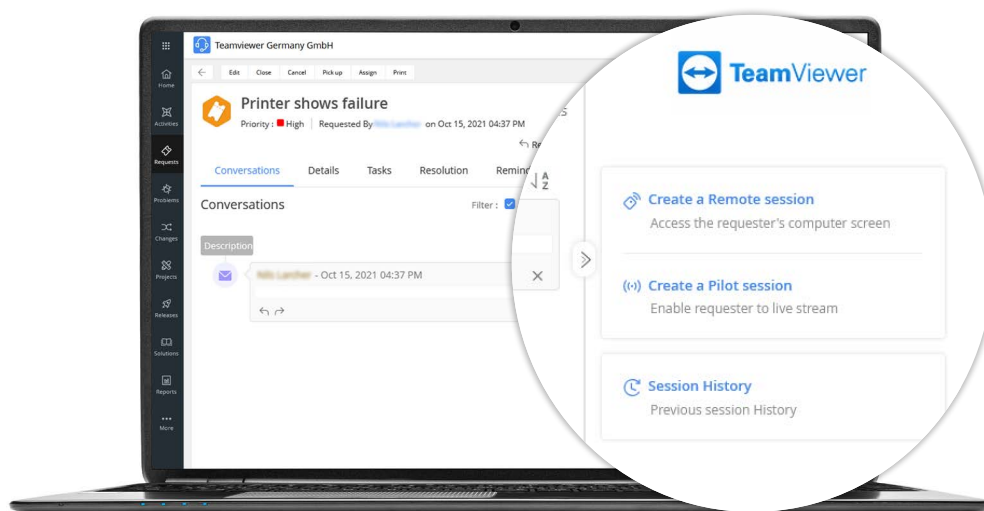 Teamviewer Germany GmbH
Edit Close Cancel Pick up Assign Print
Printer shows failure
Priority : High Requested By on Oct 15, 2021 04:37 PM
Conversations Details Tasks Resolution
Conversations
Filter :
A
Z
Description
- Oct 15, 2021 04:37 PM
Home
Activities
Requests
Problems
Changes
Projects
Releases
Solutions
Reports
More
TeamViewer
Create a Remote session
Access the requester's computer screen
Create a Pilot session
Enable requester to live stream
Session History
Previous session History